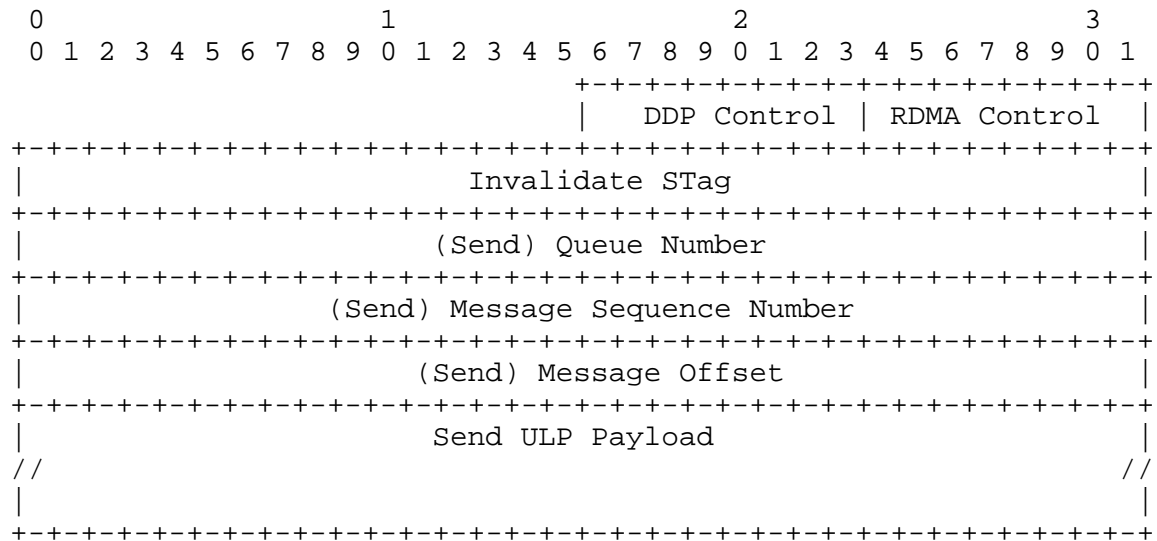 0                   1                   2                   3
0 1 2 3 4 5 6 7 8 9 0 1 2 3 4 5 6 7 8 9 0 1 2 3 4 5 6 7 8 9 0 1
+-+-+-+-+-+-+-+-+-+-+-+-+-+-+-+-+
|   DDP Control | RDMA Control  |
+-+-+-+-+-+-+-+-+-+-+-+-+-+-+-+-+-+-+-+-+-+-+-+-+-+-+-+-+-+-+-+-+
|                         Invalidate STag                       |
+-+-+-+-+-+-+-+-+-+-+-+-+-+-+-+-+-+-+-+-+-+-+-+-+-+-+-+-+-+-+-+-+
|                       (Send) Queue Number                     |
+-+-+-+-+-+-+-+-+-+-+-+-+-+-+-+-+-+-+-+-+-+-+-+-+-+-+-+-+-+-+-+-+
|                 (Send) Message Sequence Number                |
+-+-+-+-+-+-+-+-+-+-+-+-+-+-+-+-+-+-+-+-+-+-+-+-+-+-+-+-+-+-+-+-+
|                      (Send) Message Offset                    |
+-+-+-+-+-+-+-+-+-+-+-+-+-+-+-+-+-+-+-+-+-+-+-+-+-+-+-+-+-+-+-+-+
|                       Send ULP Payload                        |
//                                                             //
|                                                               |
+-+-+-+-+-+-+-+-+-+-+-+-+-+-+-+-+-+-+-+-+-+-+-+-+-+-+-+-+-+-+-+-+